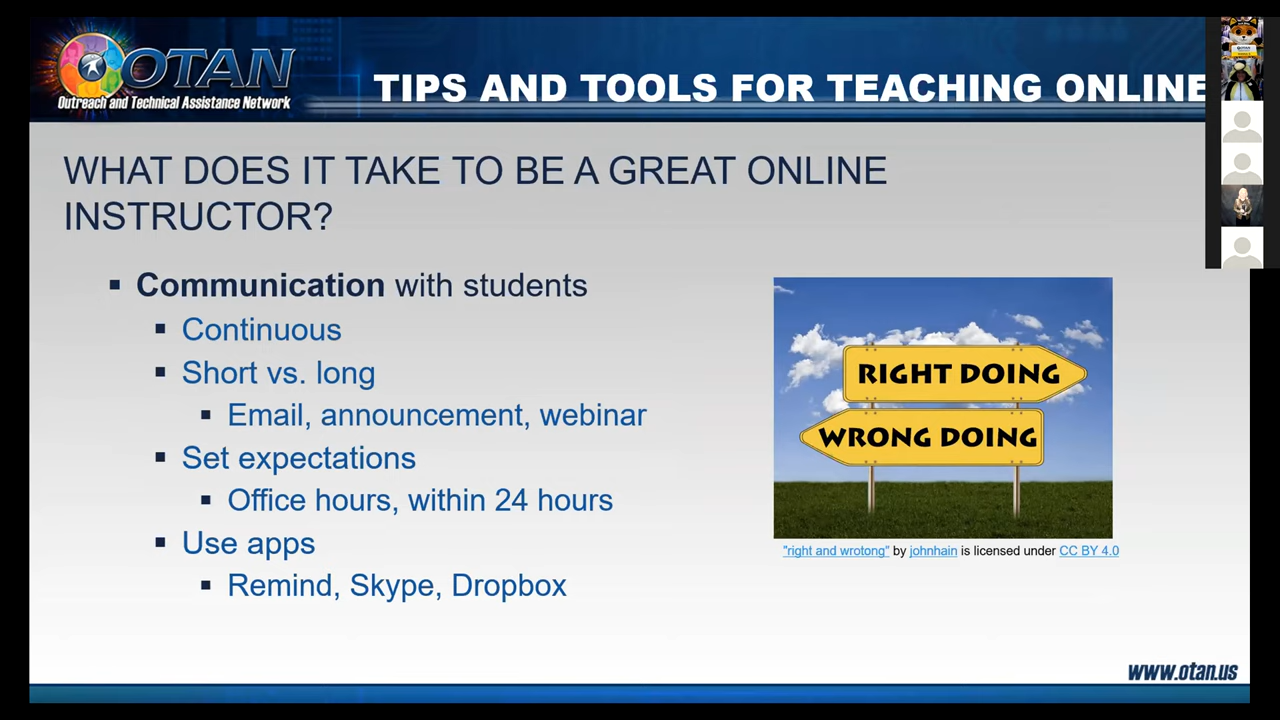 OTAN
Outreach and Technical Assistance Network
TIPS AND TOOLS FOR TEACHING ONLINE
WHAT DOES IT TAKE TO BE A GREAT ONLINE
INSTRUCTOR?
Communication with students
Continuous
Short vs. long
Email, announcement, webinar
Set expectations
Office hours, within 24 hours
Use apps
Remind, Skype, Dropbox
RIGHT DOING
WRONG DOING
"right and wrotong" by johnhain is licensed under CC BY 4.0
www.otan.us